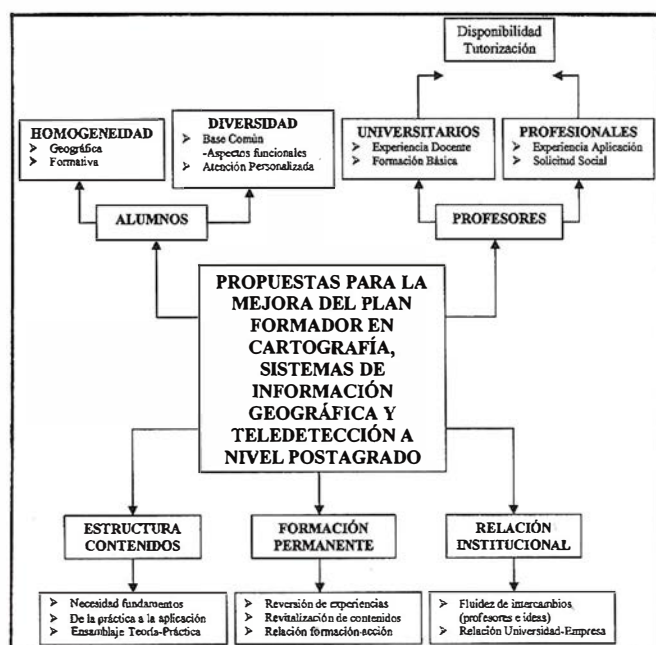 Disponibilidad
Tutorización
HOMOGENEIDAD
➢ Geográfica
➢ Formativa
DIVERSIDAD
➢ Base Común
-Aspectos funcionales
➢ Atención Personalizada
UNIVERSITARIOS
➢ Experiencia Docente
➢ Formación Básica
PROFESIONALES
➢ Experiencia Aplicación
➢ Solicitud Social
ALUMNOS
PROFESORES
PROPUESTAS PARA LA
MEJORA DEL PLAN
FORMADOR EN
CARTOGRAFÍA,
SISTEMAS DE
INFORMACIÓN
GEOGRÁFICA Y
TELEDETECCIÓN A
NIVEL POSTAGRADO
ESTRUCTURA
CONTENIDOS
FORMACIÓN
PERMANENTE
RELACIÓN
INSTITUCIONAL
➢ Necesidad fundamentos
➢ De la práctica a la aplicación
➢ Ensamblaje Teoría-Práctica
➢ Reversión de experiencias
➢ Revitalización de contenidos
➢ Relación formación-acción
➢ Fluidez de intercambios
(profesores e ideas)
➢ Relación Universidad-Empresa